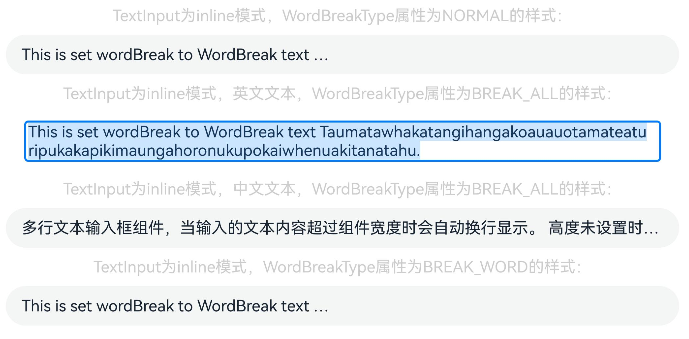 TextInput为inline模式，WordBreakType属性为NORMAL的样式：
This is set wordBreak to WordBreak text ...
TextInput为inline模式，英文文本，WordBreakType属性为BREAK_ALL的样式：
This is set wordBreak to WordBreak text Taumatawhakatangihangakoauauotamateatu
ripukakapikimaungahoronukupokaiwhenuakitanatahu.
TextInput为inline模式，中文文本，WordBreakType属性为BREAK_ALL的样式：
多行文本输入框组件，当输入的文本内容超过组件宽度时会自动换行显示。 高度未设置时...
TextInput为inline模式，WordBreakType属性为BREAK_WORD的样式：
This is set wordBreak to WordBreak text ...